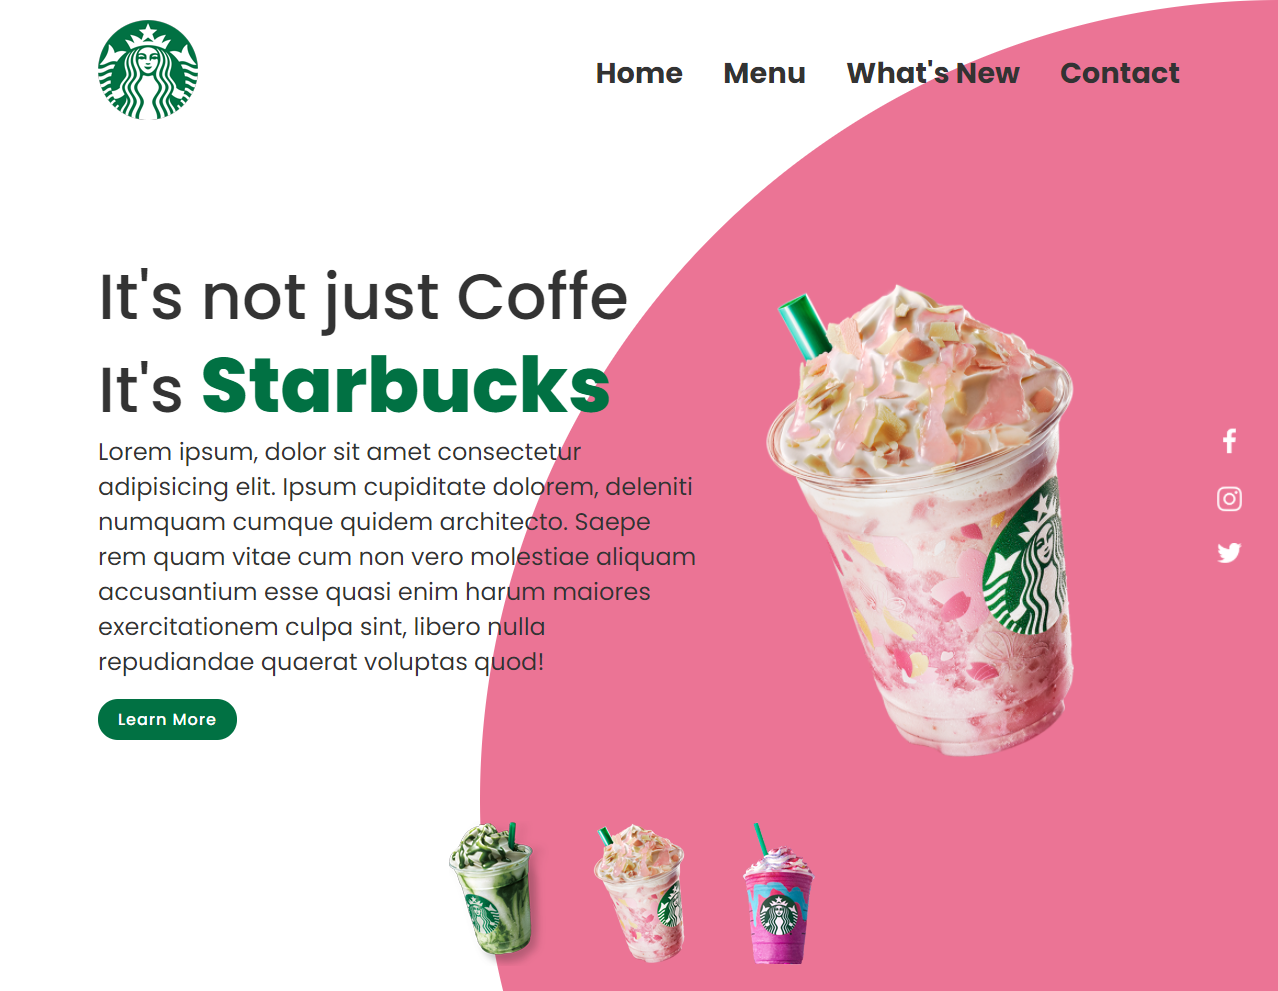 Home Menu What's New Contact
It's not just Coffe
It's Starbucks
Lorem ipsum, dolor sit amet consectetur
adipisicing elit. Ipsum cupiditate dolorem, deleniti
numquam cumque quidem architecto. Saepe
rem quam vitae cum non vero molestiae aliquam
accusantium esse quasi enim harum maiores
exercitationem culpa sint, libero nulla
repudiandae quaerat voluptas quod!
Learn More